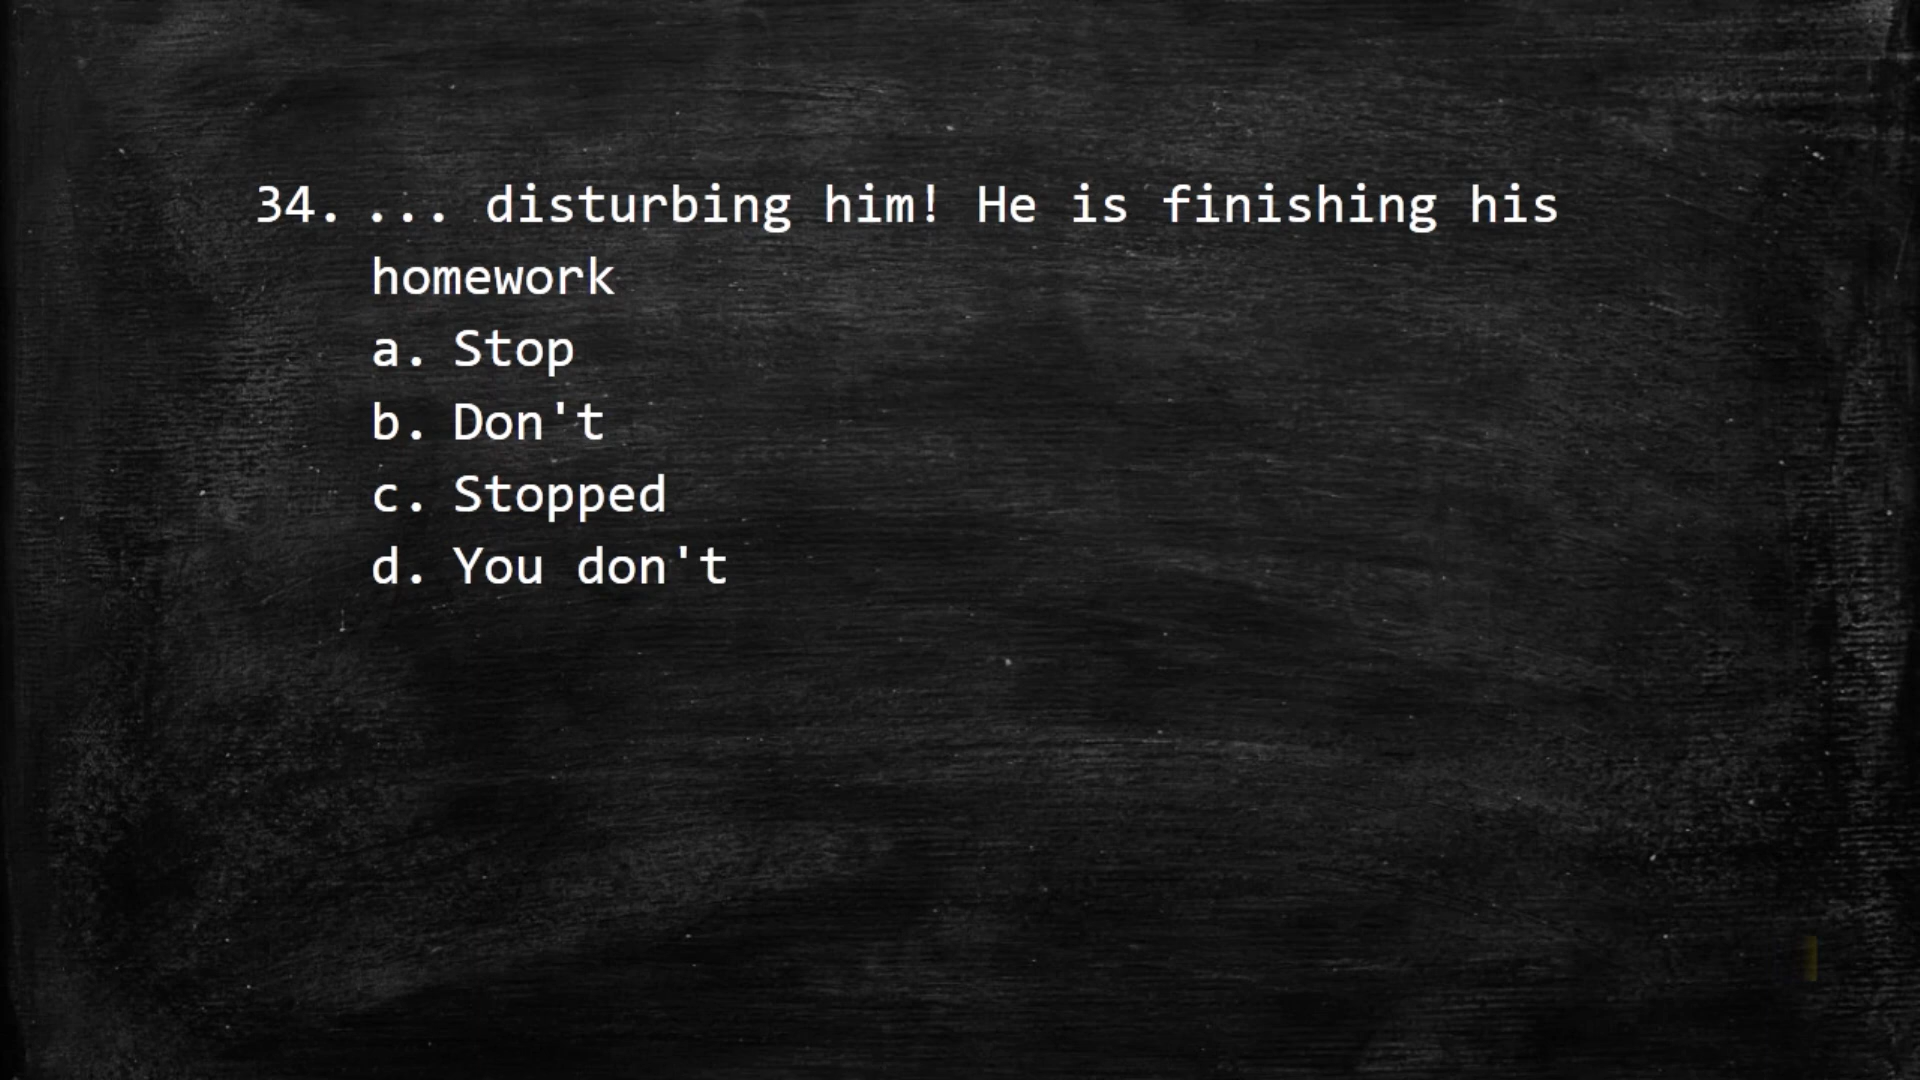 34. ... disturbing him! He is finishing his
homework
a. Stop
b. Don't
c. Stopped
d. You don't